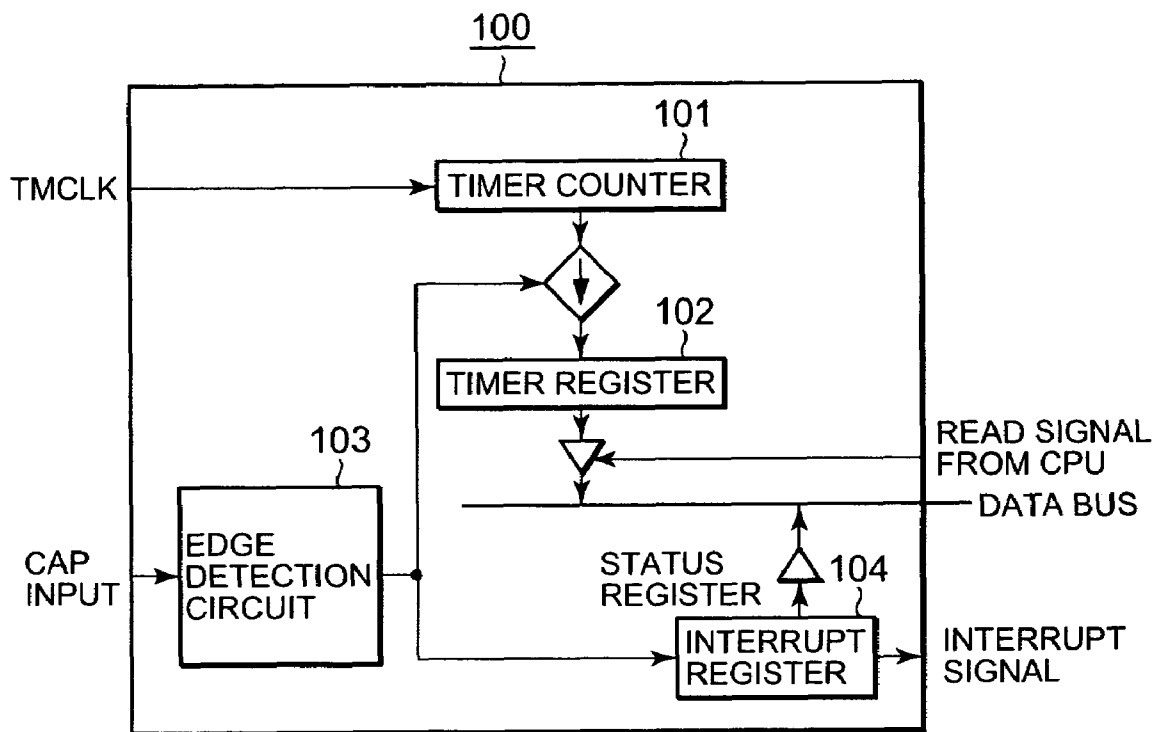 100
101
TMCLK
TIMER COUNTER
102
TIMER REGISTER
103
READ SIGNAL
FROM CPU
DATA BUS
EDGE
DETECTION
CIRCUIT
CAP
INPUT
STATUS
REGISTER
104
INTERRUPT
REGISTER
INTERRUPT
SIGNAL